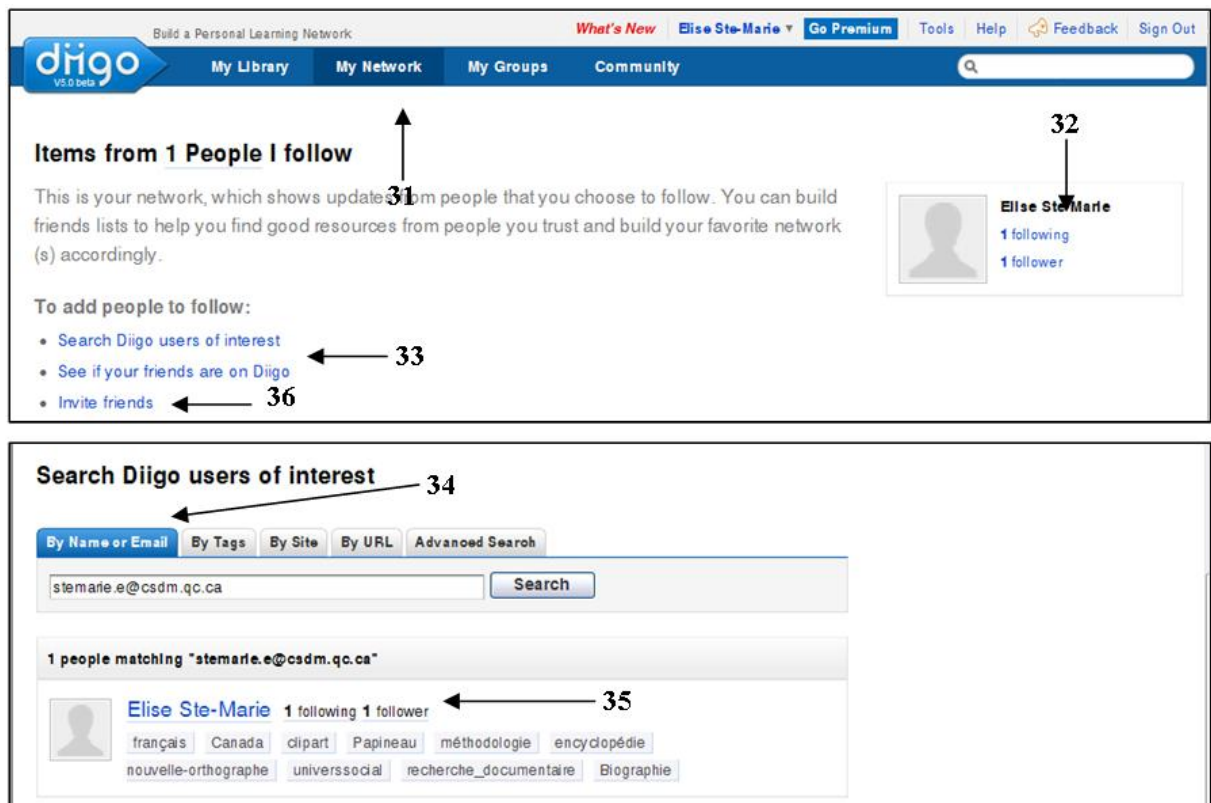 Build a Personal Learning Network
What's New Elise Ste-Marie Go Premium Tools Help Feedback Sign Out
diigo
V5.0 beta
My Library My Network My Groups Community
31
32
Items from 1 People I follow
This is your network, which shows updates from people that you choose to follow. You can build
friends lists to help you find good resources from people you trust and build your favorite network
(s) accordingly.
Elise Ste-Marie
1 following
1 follower
To add people to follow:
• Search Diigo users of interest
33
• See if your friends are on Diigo
• Invite friends
36
Search Diigo users of interest
34
By Name or Email By Tags By Site By URL Advanced Search
stemarie.e@csdm.qc.ca Search
1 people matching "stemarie.e@csdm.qc.ca"
Elise Ste-Marie 1 following 1 follower
35
français Canada clipart Papineau méthodologie encyclopédie
nouvelle-orthographe universsocial recherche_documentaire Biographie